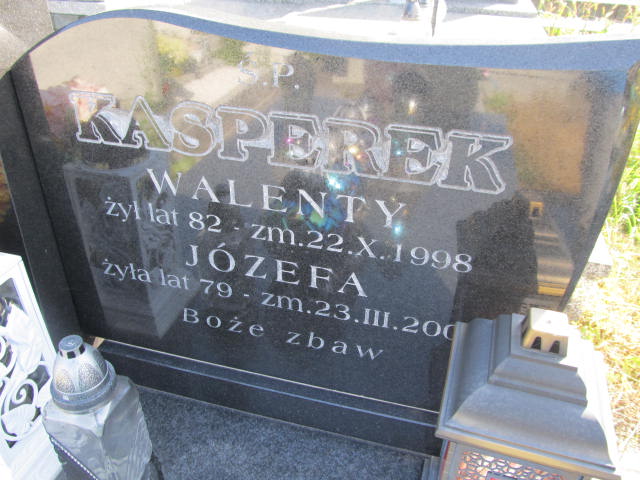 Ś.P.
KASPEREK
WALENTY
żył lat 82 - zm. 22.X.1998
JÓZEFA
żyła lat 79 - zm. 23.III.200
Boże zbaw